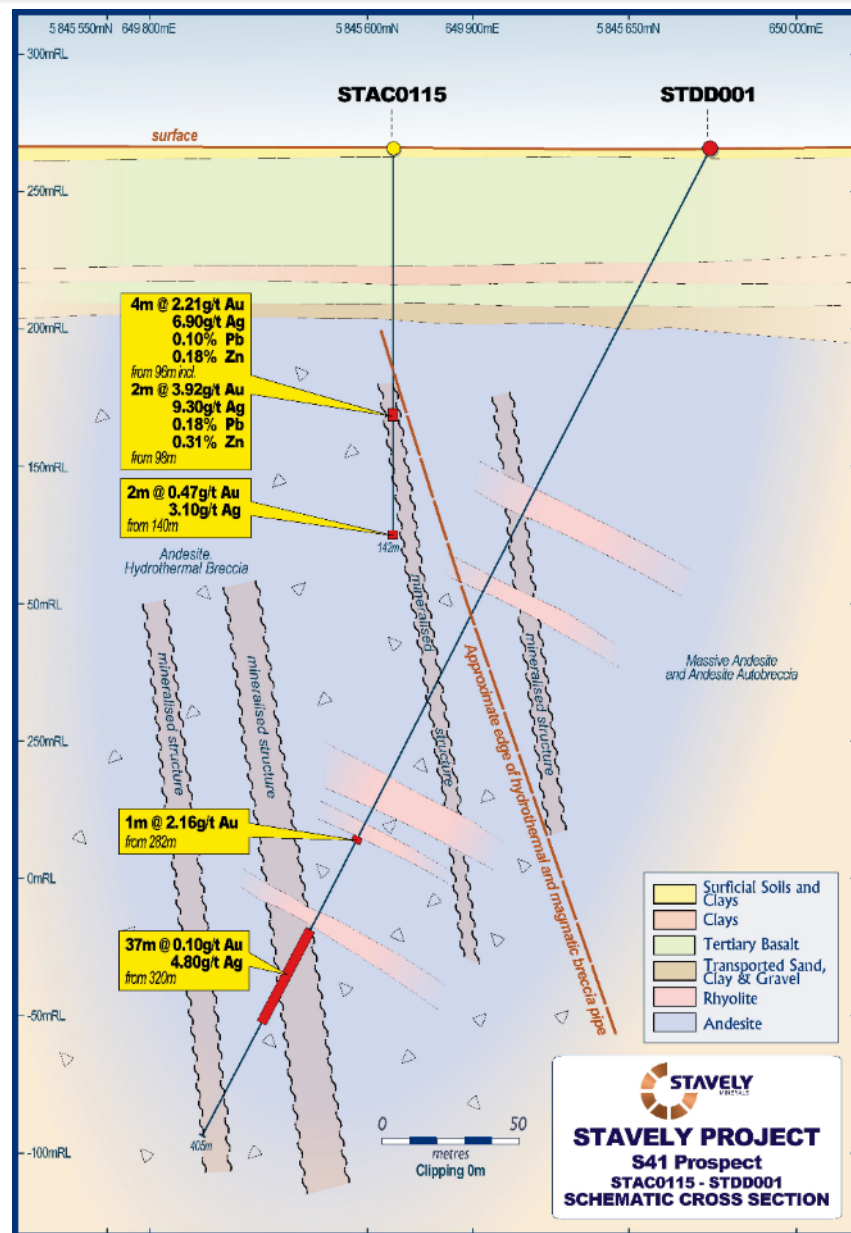 5 845 550mN 649 800mE 5 845 600mN 649 900mE 5 845 650mN 650 000mE
300mRL
STAC0115 STDD001
surface
250mRL
4m @ 2.21g/t Au
6.90g/t Ag
0.10% Pb
0.18% Zn
from 96m incl.
2m @ 3.92g/t Au
9.30g/t Ag
0.18% Pb
0.31% Zn
from 98m
200mRL
150mRL
2m @ 0.47g/t Au
3.10g/t Ag
from 140m
142m
Andesite.
Hydrothermal Breccia
50mRL
mineralised structure
mineralised structure
mineralised structure
mineralised structure
Approximate edge of hydrothermal and magmatic breccia pipe
Massive Andesite
and Andesite Autobreccia
250mRL
1m @ 2.16g/t Au
from 282m
0mRL
37m @ 0.10g/t Au
4.80g/t Ag
from 320m
-50mRL
405m
-100mRL
Surficial Soils and
Clays
Clays
Tertiary Basalt
Transported Sand,
Clay & Gravel
Rhyolite
Andesite
0 50
metres
Clipping 0m
STAVELY
MINERALS
STAVELY PROJECT
S41 Prospect
STAC0115 - STDD001
SCHEMATIC CROSS SECTION